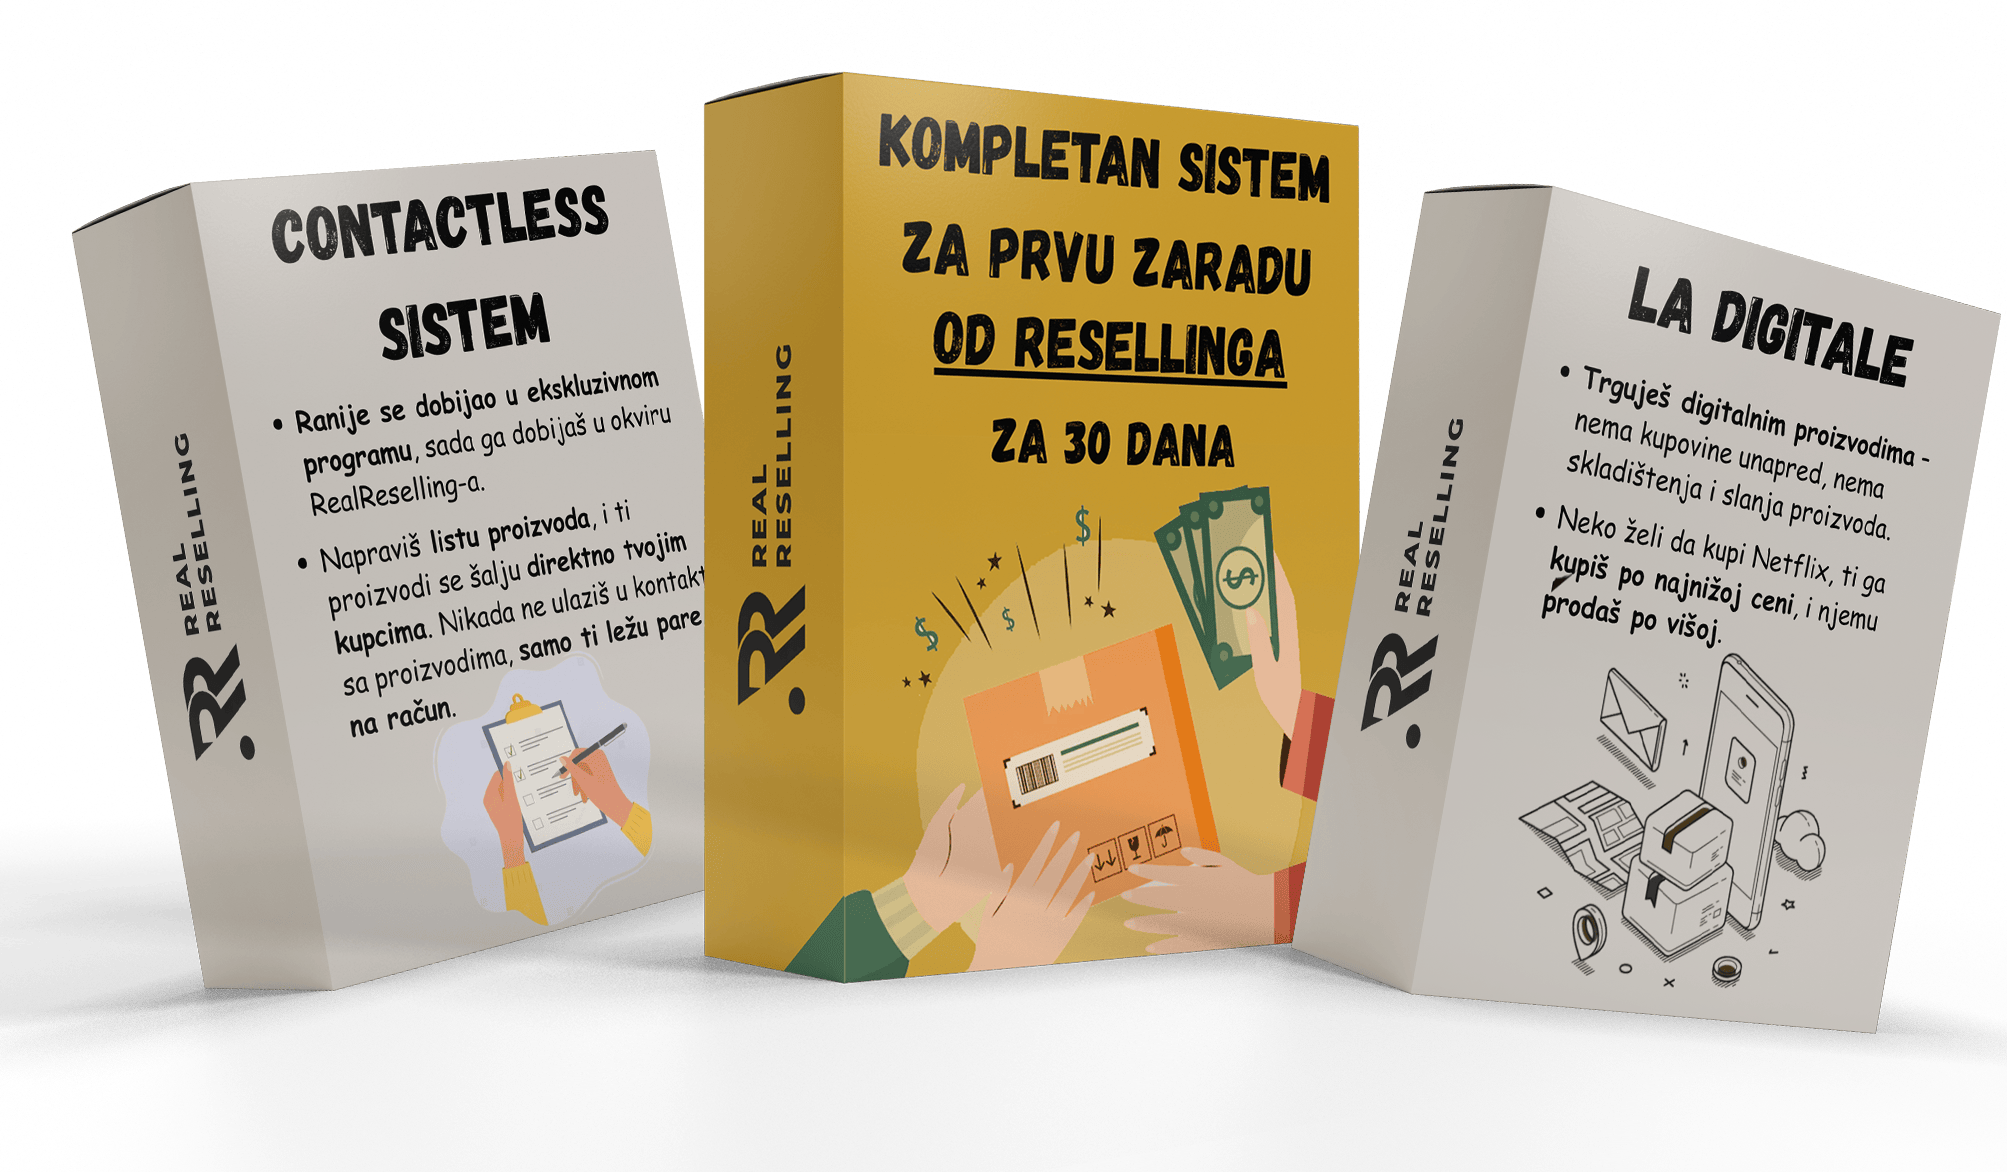 CONTACTLESS
SISTEM
• Ranije se dobijao u ekskluzivnom
programu, sada ga dobijaš u okviru
RealReselling-a.
• Napraviš listu proizvoda, i ti
proizvodi se šalju direktno tvojim
kupcima. Nikada ne ulaziš u kontakt
sa proizvodima, samo ti ležu pare
na račun.
REAL
RESELLING
KOMPLETAN SISTEM
ZA PRVU ZARADU
OD RESELLINGA
ZA 30 DANA
REAL
RESELLING
LA DIGITALE
• Trguješ digitalnim proizvodima -
nema kupovine unapred, nema
skladištenja i slanja proizvoda.
• Neko želi da kupi Netflix, ti ga
kupiš po najnižoj ceni, i njemu
prodaš po višoj.
REAL
RESELLING